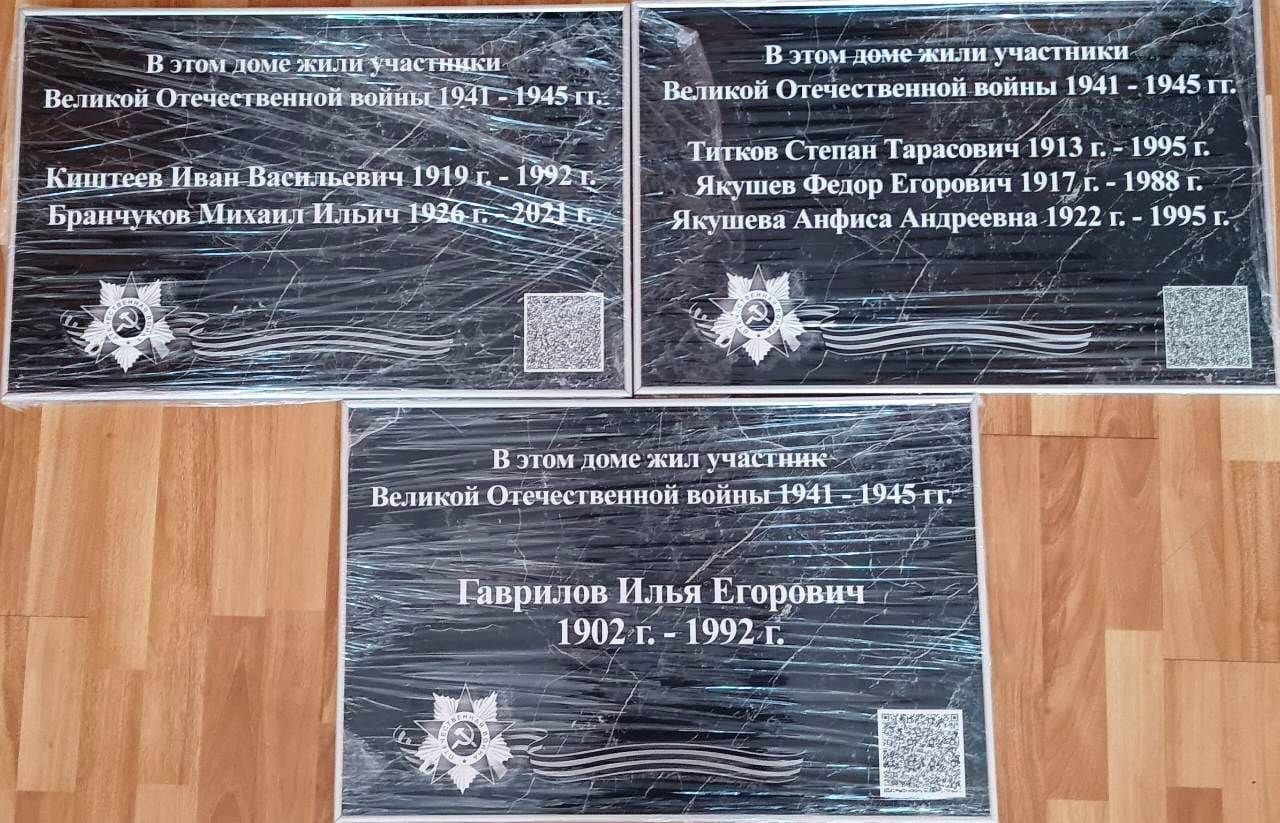 В этом доме жили участники
Великой Отечественной войны 1941 - 1945 гг.
Киштеев Иван Васильевич 1919 г. - 1992 г.
Бранчуков Михаил Ильич 1926 г. - 2021 г.
В этом доме жили участники
Великой Отечественной войны 1941 - 1945 гг.
Титков Степан Тарасович 1913 г. - 1995 г.
Якушев Федор Егорович 1917 г. - 1988 г.
Якушева Анфиса Андреевна 1922 г. - 1995 г.
В этом доме жил участник
Великой Отечественной войны 1941 - 1945 гг.
Гаврилов Илья Егорович
1902 г. - 1992 г.